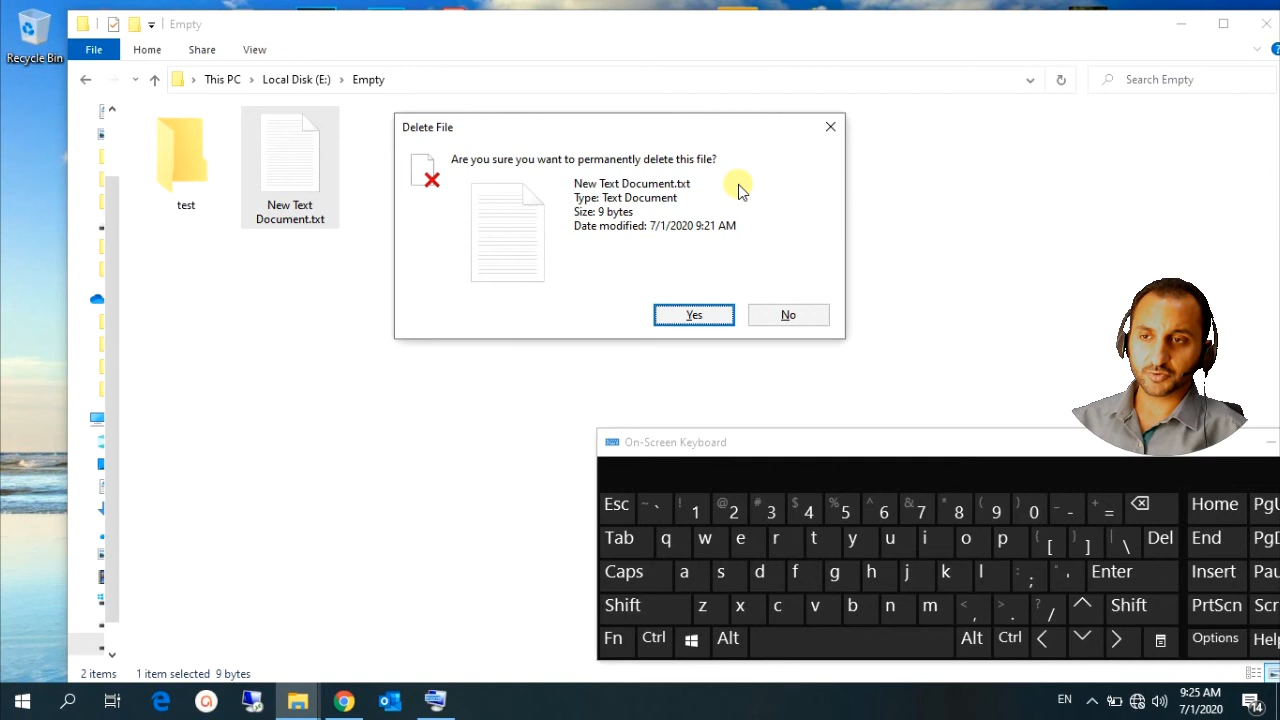 Recycle Bin
Empty
File Home Share View
This PC Local Disk (E:) Empty
Search Empty
test
New Text
Document.txt
Delete File
Are you sure you want to permanently delete this file?
New Text Document.txt
Type: Text Document
Size: 9 bytes
Date modified: 7/1/2020 9:21 AM
Yes No
On-Screen Keyboard
Esc ~ ` ! 1 @ 2 # 3 $ 4 % 5 ^ 6 & 7 * 8 ( 9 ) 0 _ - + = Home PgU
Tab q w e r t y u i o p { [ } ] | \ Del End PgD
Caps a s d f g h j k l : ; " ' Enter Insert Pau
Shift z x c v b n m < , > . ? / Shift PrtScn Scr
Fn Ctrl Alt Alt Ctrl Options Help
2 items 1 item selected 9 bytes
EN
9:25 AM
7/1/2020
14